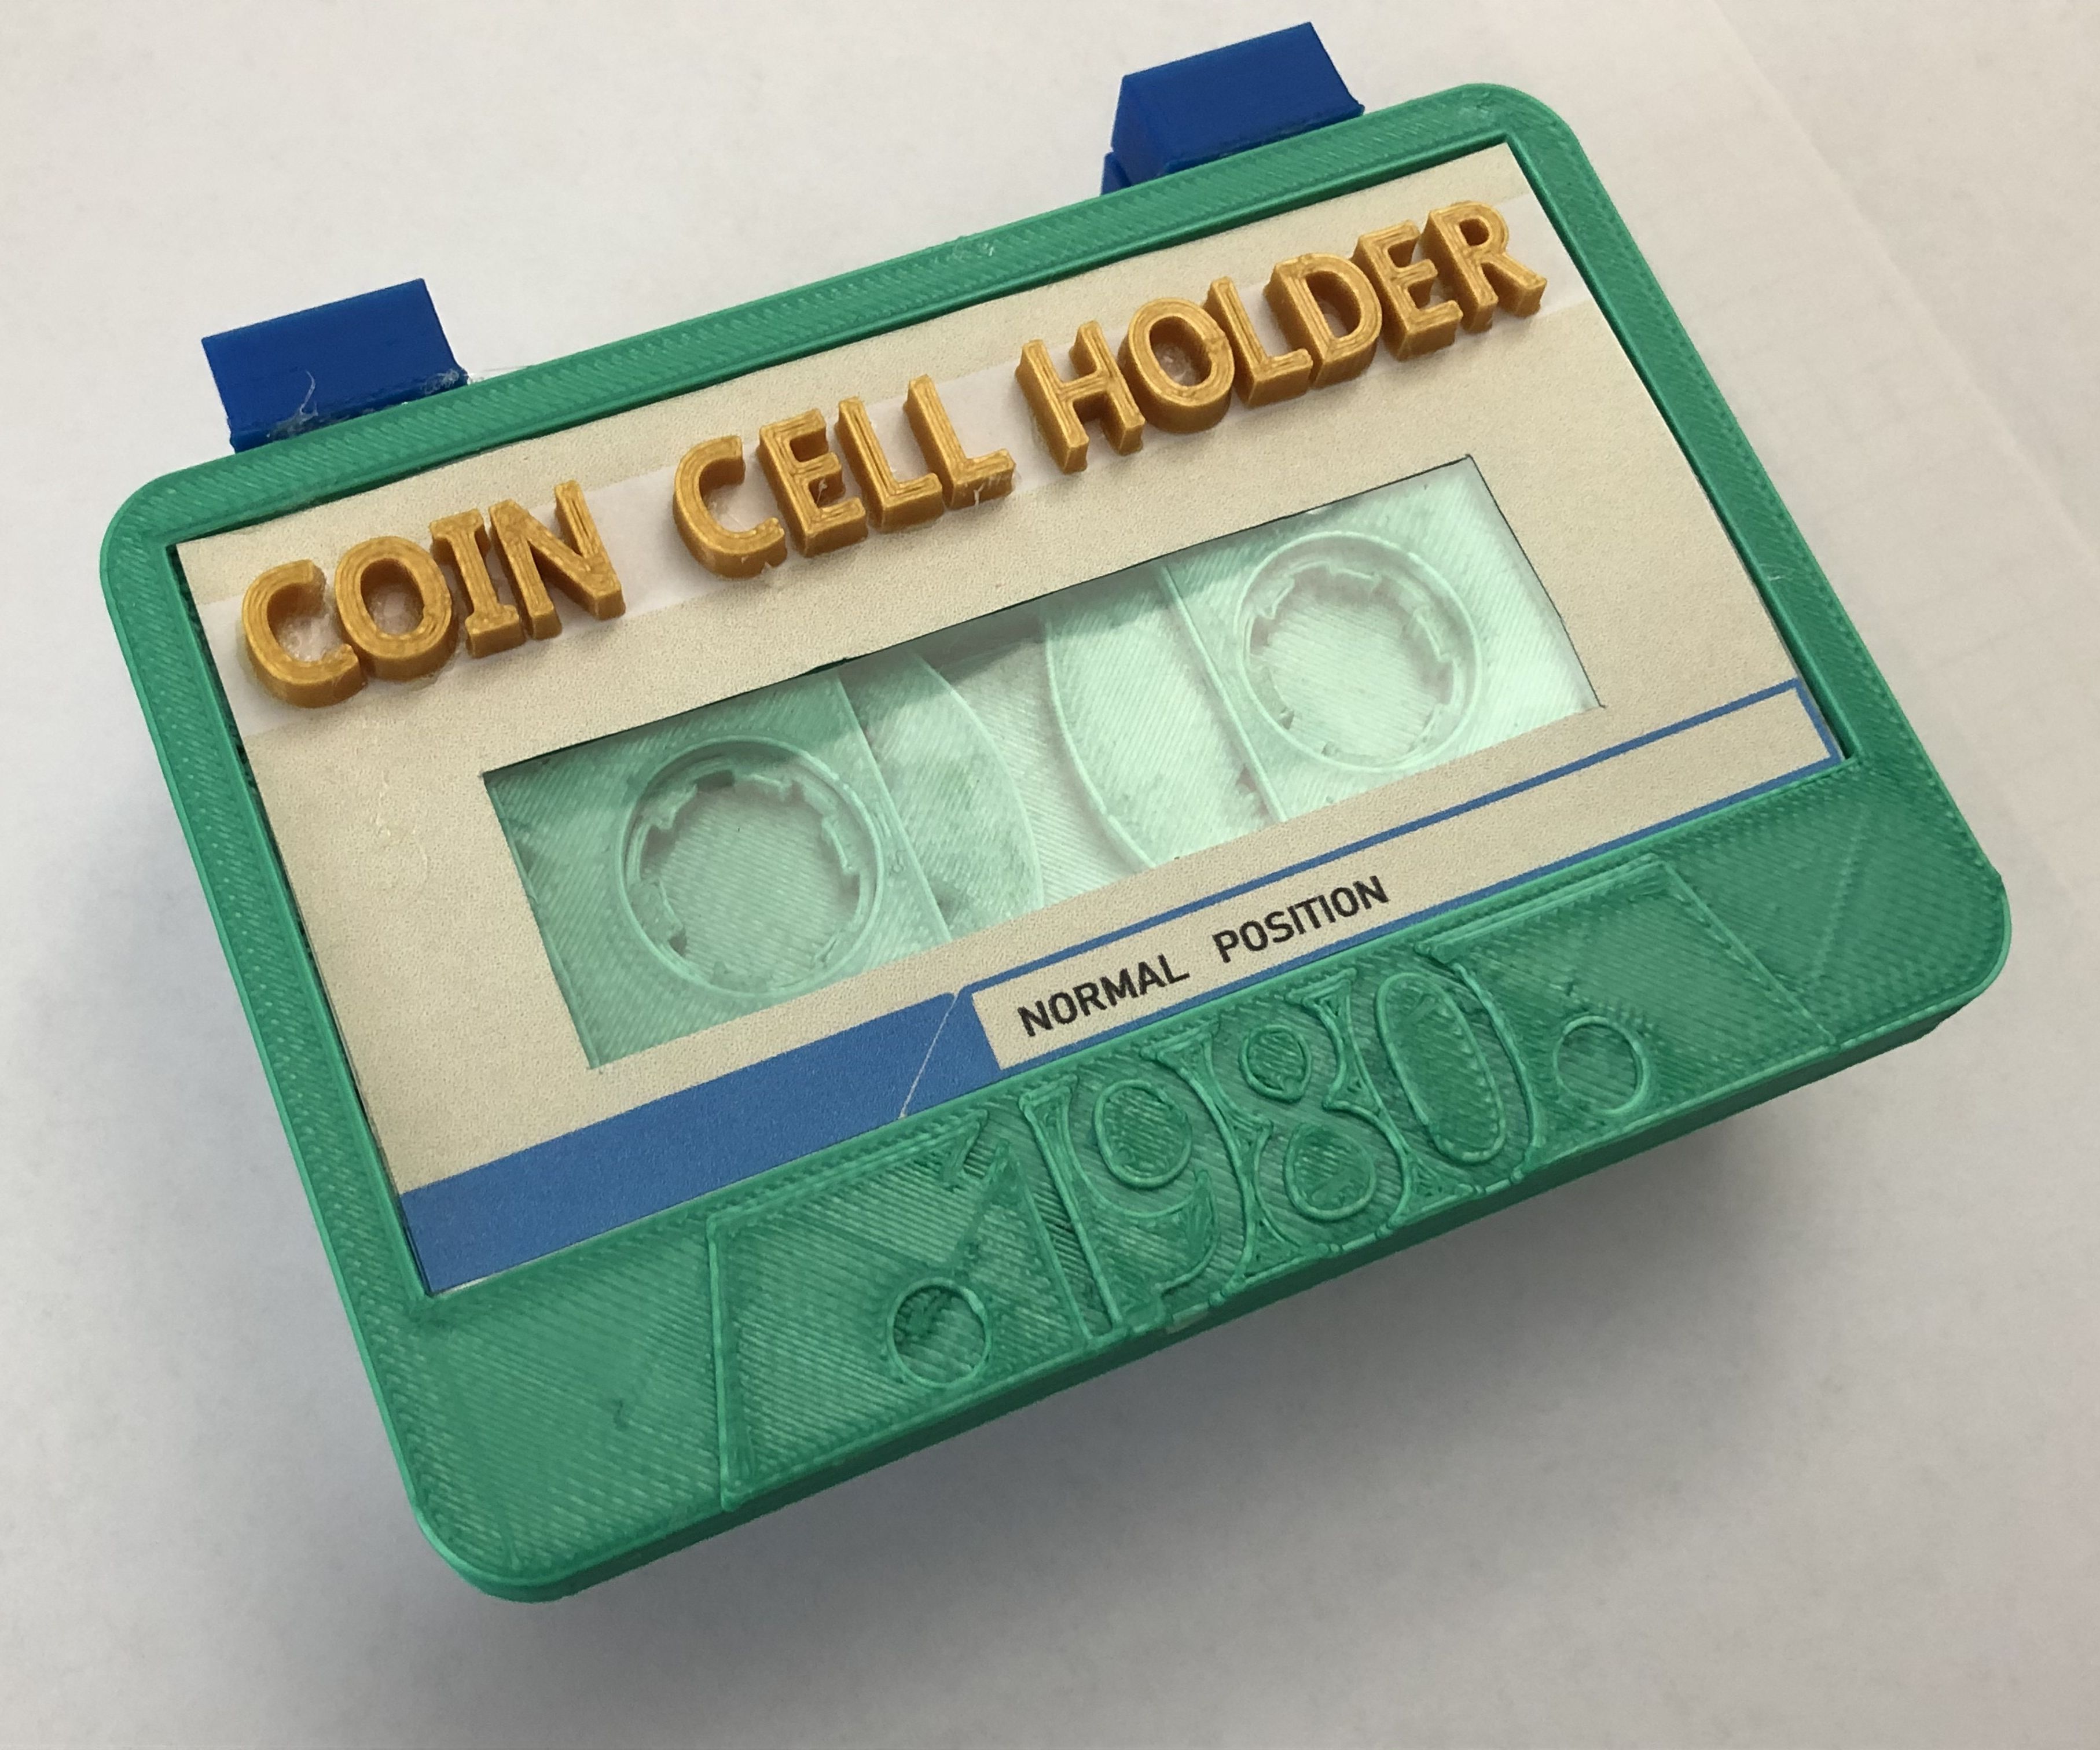 COIN CELL HOLDER
NORMAL POSITION
1980